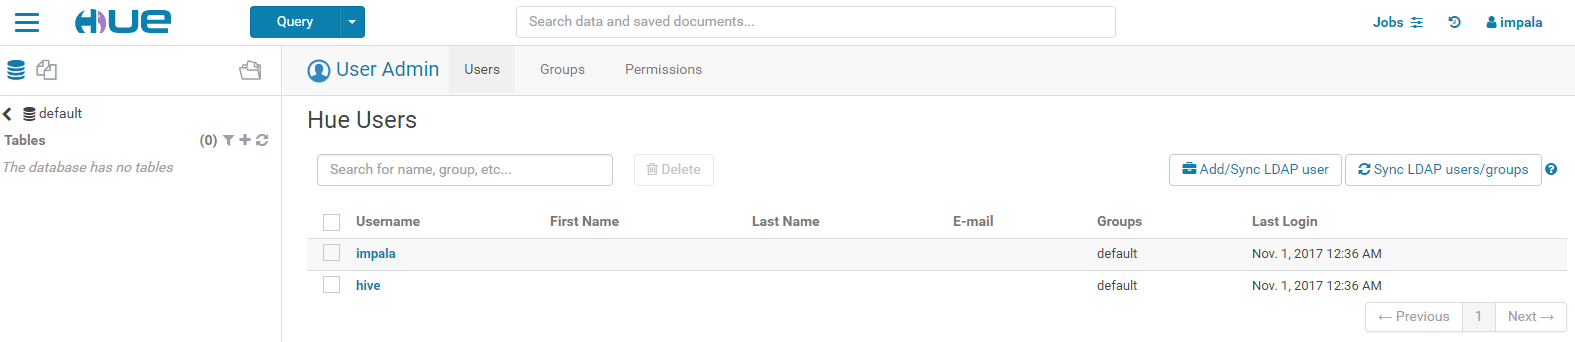 HUE Query Search data and saved documents... Jobs impala
User Admin Users Groups Permissions
default
Tables (0)
The database has no tables
Hue Users
Search for name, group, etc... Delete Add/Sync LDAP user Sync LDAP users/groups ?
Username First Name Last Name E-mail Groups Last Login
impala default Nov. 1, 2017 12:36 AM
hive default Nov. 1, 2017 12:36 AM
← Previous 1 Next →